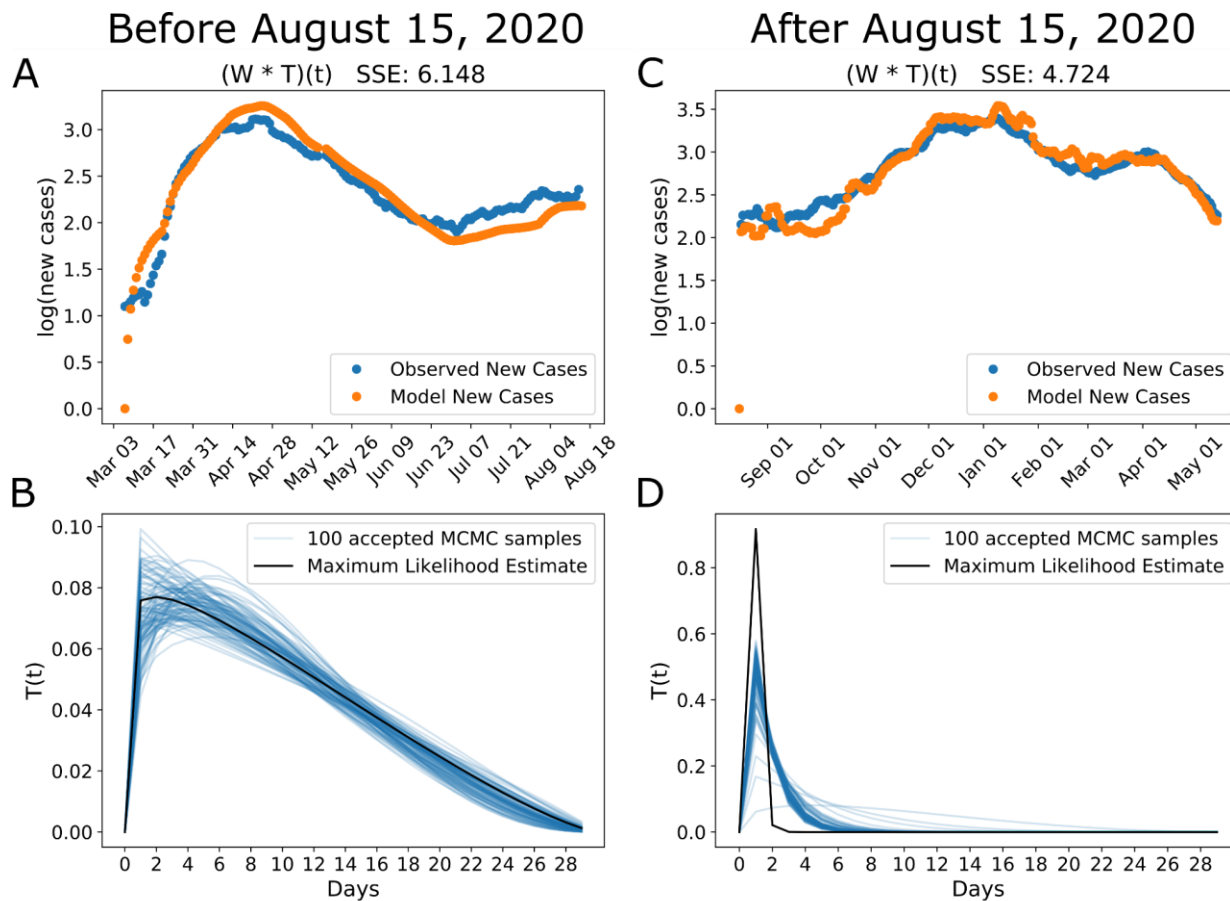 Before August 15, 2020
After August 15, 2020
A
(W * T)(t) SSE: 6.148
log(new cases)
3.0
2.5
2.0
1.5
1.0
0.5
0.0
Observed New Cases
Model New Cases
Mar 03
Mar 17
Mar 31
Apr 14
Apr 28
May 12
May 26
Jun 09
Jun 23
Jul 07
Jul 21
Aug 04
Aug 18
C
(W * T)(t) SSE: 4.724
log(new cases)
3.5
3.0
2.5
2.0
1.5
1.0
0.5
0.0
Observed New Cases
Model New Cases
Sep 01
Oct 01
Nov 01
Dec 01
Jan 01
Feb 01
Mar 01
Apr 01
May 01
B
T(t)
0.10
0.08
0.06
0.04
0.02
0.00
100 accepted MCMC samples
Maximum Likelihood Estimate
0 2 4 6 8 10 12 14 16 18 20 22 24 26 28
Days
D
T(t)
0.8
0.6
0.4
0.2
0.0
100 accepted MCMC samples
Maximum Likelihood Estimate
0 2 4 6 8 10 12 14 16 18 20 22 24 26 28
Days